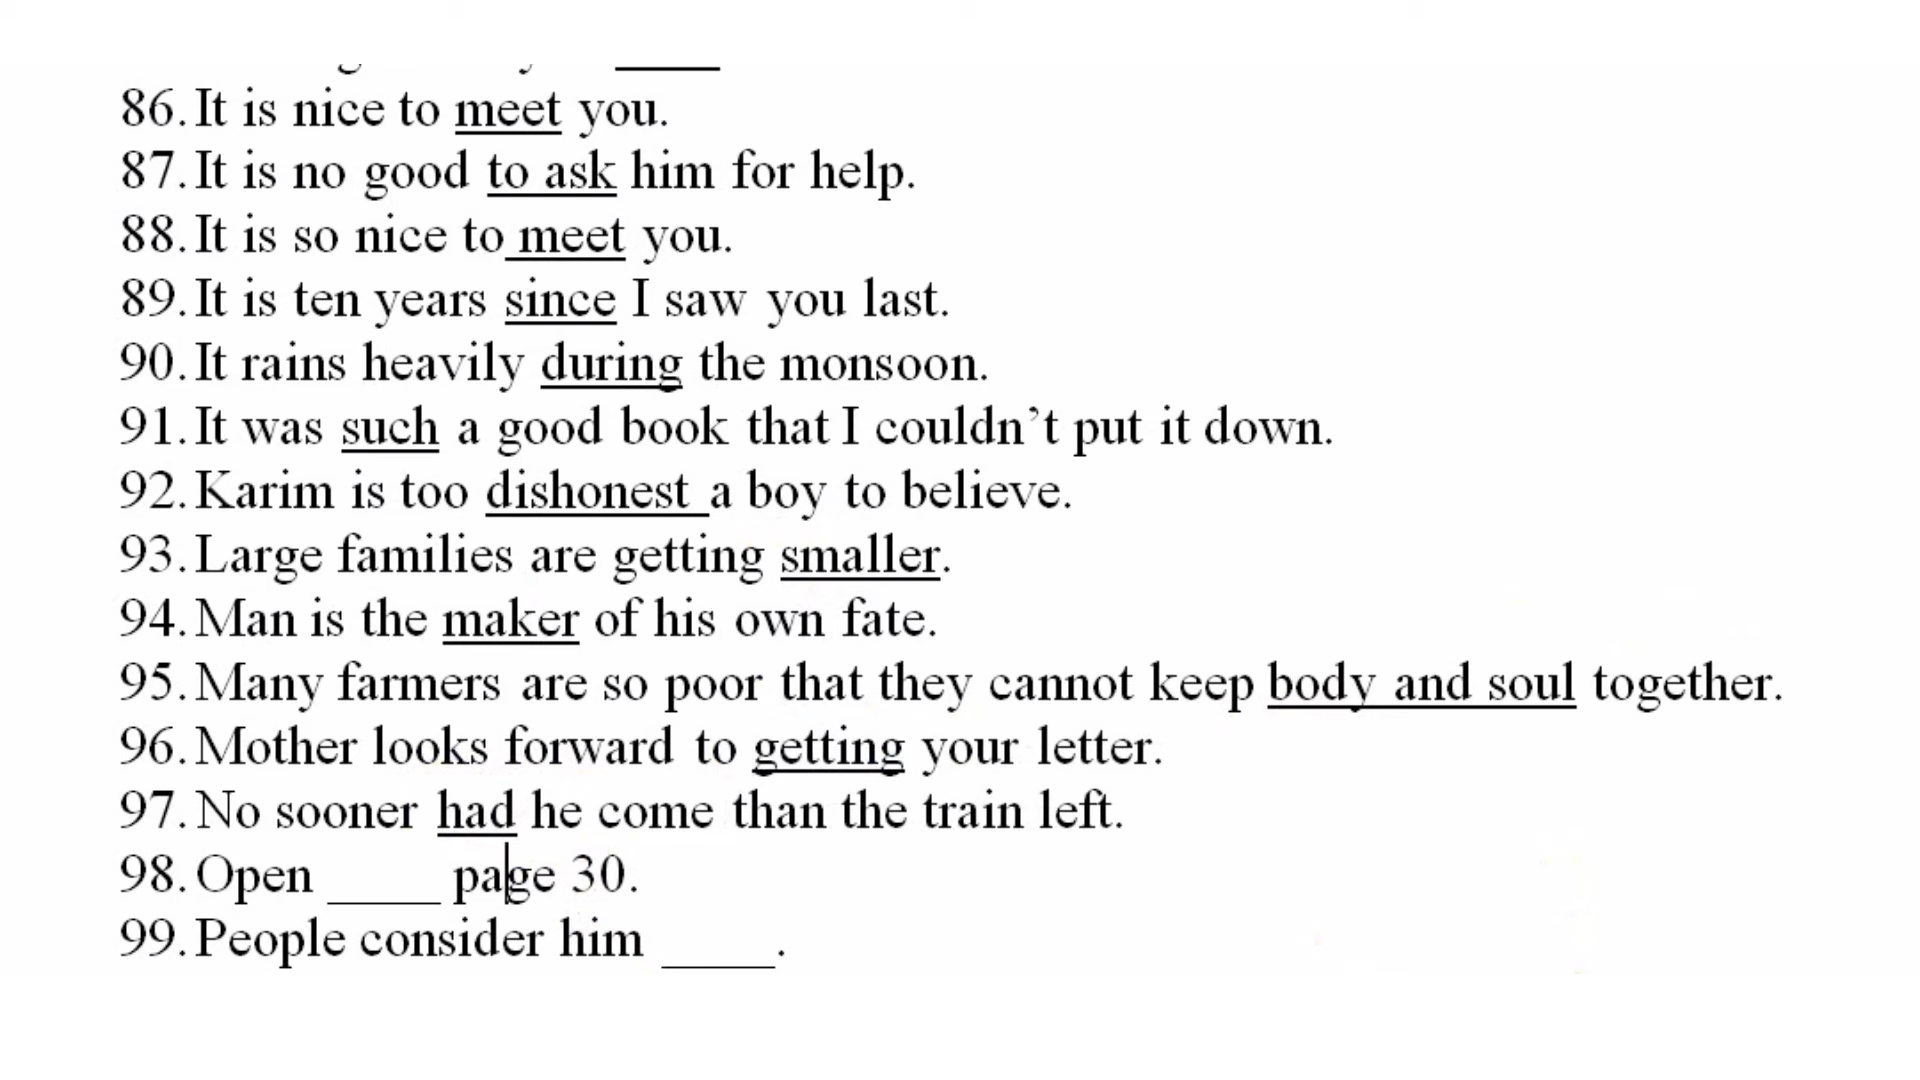 86. It is nice to meet you.
87. It is no good to ask him for help.
88. It is so nice to meet you.
89. It is ten years since I saw you last.
90. It rains heavily during the monsoon.
91. It was such a good book that I couldn’t put it down.
92. Karim is too dishonest a boy to believe.
93. Large families are getting smaller.
94. Man is the maker of his own fate.
95. Many farmers are so poor that they cannot keep body and soul together.
96. Mother looks forward to getting your letter.
97. No sooner had he come than the train left.
98. Open ____ page 30.
99. People consider him ____.